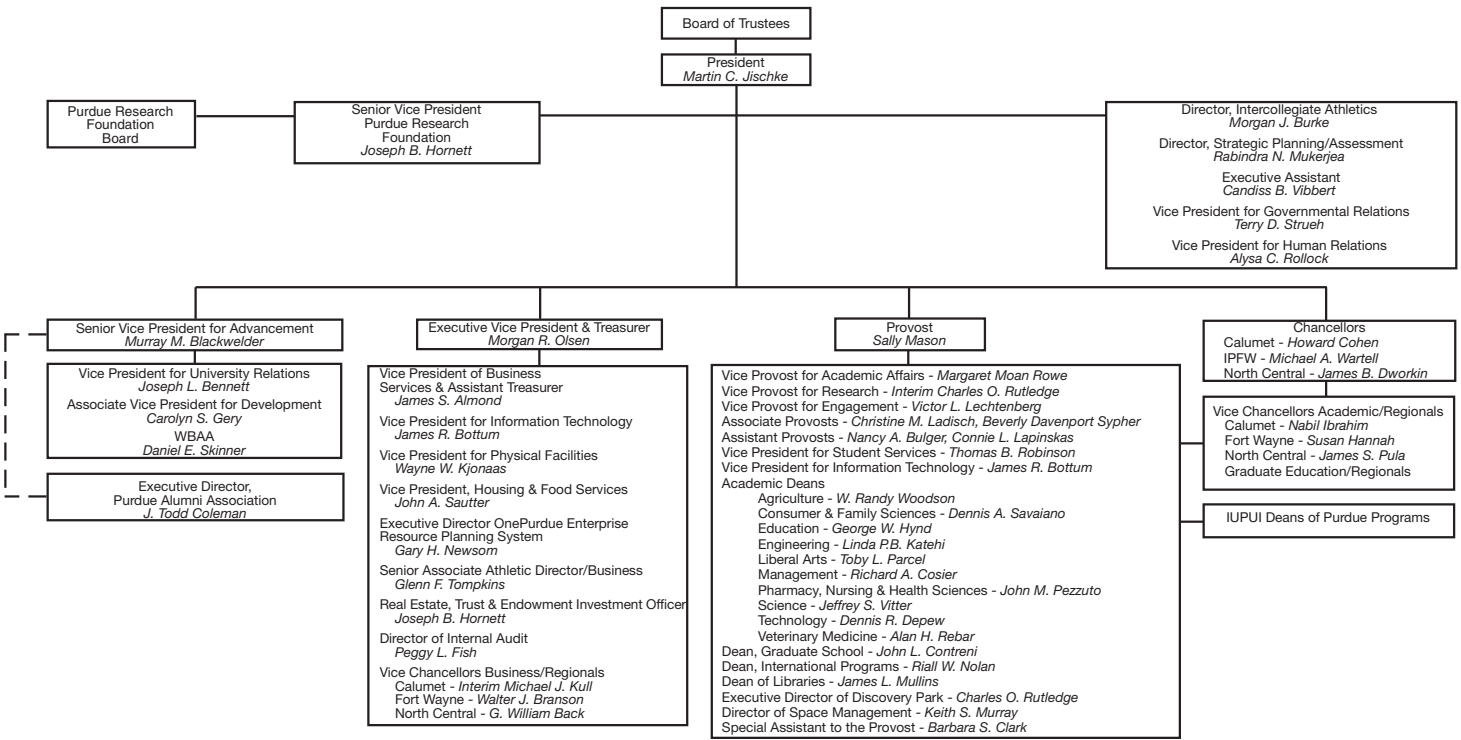 Board of Trustees
President
Martin C. Jischke
Purdue Research
Foundation
Board
Senior Vice President
Purdue Research
Foundation
Joseph B. Hornett
Director, Intercollegiate Athletics
Morgan J. Burke
Director, Strategic Planning/Assessment
Rabindra N. Mukerjea
Executive Assistant
Candiss B. Vibbert
Vice President for Governmental Relations
Terry D. Strueh
Vice President for Human Relations
Alysa C. Rollock
Senior Vice President for Advancement
Murray M. Blackwelder
Vice President for University Relations
Joseph L. Bennett
Associate Vice President for Development
Carolyn S. Gery
WBAA
Daniel E. Skinner
Executive Director,
Purdue Alumni Association
J. Todd Coleman
Executive Vice President & Treasurer
Morgan R. Olsen
Vice President of Business
Services & Assistant Treasurer
James S. Almond
Vice President for Information Technology
James R. Bottum
Vice President for Physical Facilities
Wayne W. Kjonaas
Vice President, Housing & Food Services
John A. Sautter
Executive Director OnePurdue Enterprise
Resource Planning System
Gary H. Newsom
Senior Associate Athletic Director/Business
Glenn F. Tompkins
Real Estate, Trust & Endowment Investment Officer
Joseph B. Hornett
Director of Internal Audit
Peggy L. Fish
Vice Chancellors Business/Regionals
Calumet - Interim Michael J. Kull
Fort Wayne - Walter J. Branson
North Central - G. William Back
Provost
Sally Mason
Vice Provost for Academic Affairs - Margaret Moan Rowe
Vice Provost for Research - Interim Charles O. Rutledge
Vice Provost for Engagement - Victor L. Lechtenberg
Associate Provosts - Christine M. Ladisch, Beverly Davenport Sypher
Assistant Provosts - Nancy A. Bulger, Connie L. Lapinskas
Vice President for Student Services - Thomas B. Robinson
Vice President for Information Technology - James R. Bottum
Academic Deans
Agriculture - W. Randy Woodson
Consumer & Family Sciences - Dennis A. Savaiano
Education - George W. Hynd
Engineering - Linda P.B. Katehi
Liberal Arts - Toby L. Parcel
Management - Richard A. Cosier
Pharmacy, Nursing & Health Sciences - John M. Pezzuto
Science - Jeffrey S. Vitter
Technology - Dennis R. Depew
Veterinary Medicine - Alan H. Rebar
Dean, Graduate School - John L. Contreni
Dean, International Programs - Riall W. Nolan
Dean of Libraries - James L. Mullins
Executive Director of Discovery Park - Charles O. Rutledge
Director of Space Management - Keith S. Murray
Special Assistant to the Provost - Barbara S. Clark
Chancellors
Calumet - Howard Cohen
IPFW - Michael A. Wartell
North Central - James B. Dworkin
Vice Chancellors Academic/Regionals
Calumet - Nabil Ibrahim
Fort Wayne - Susan Hannah
North Central - James S. Pula
Graduate Education/Regionals
IUPUI Deans of Purdue Programs